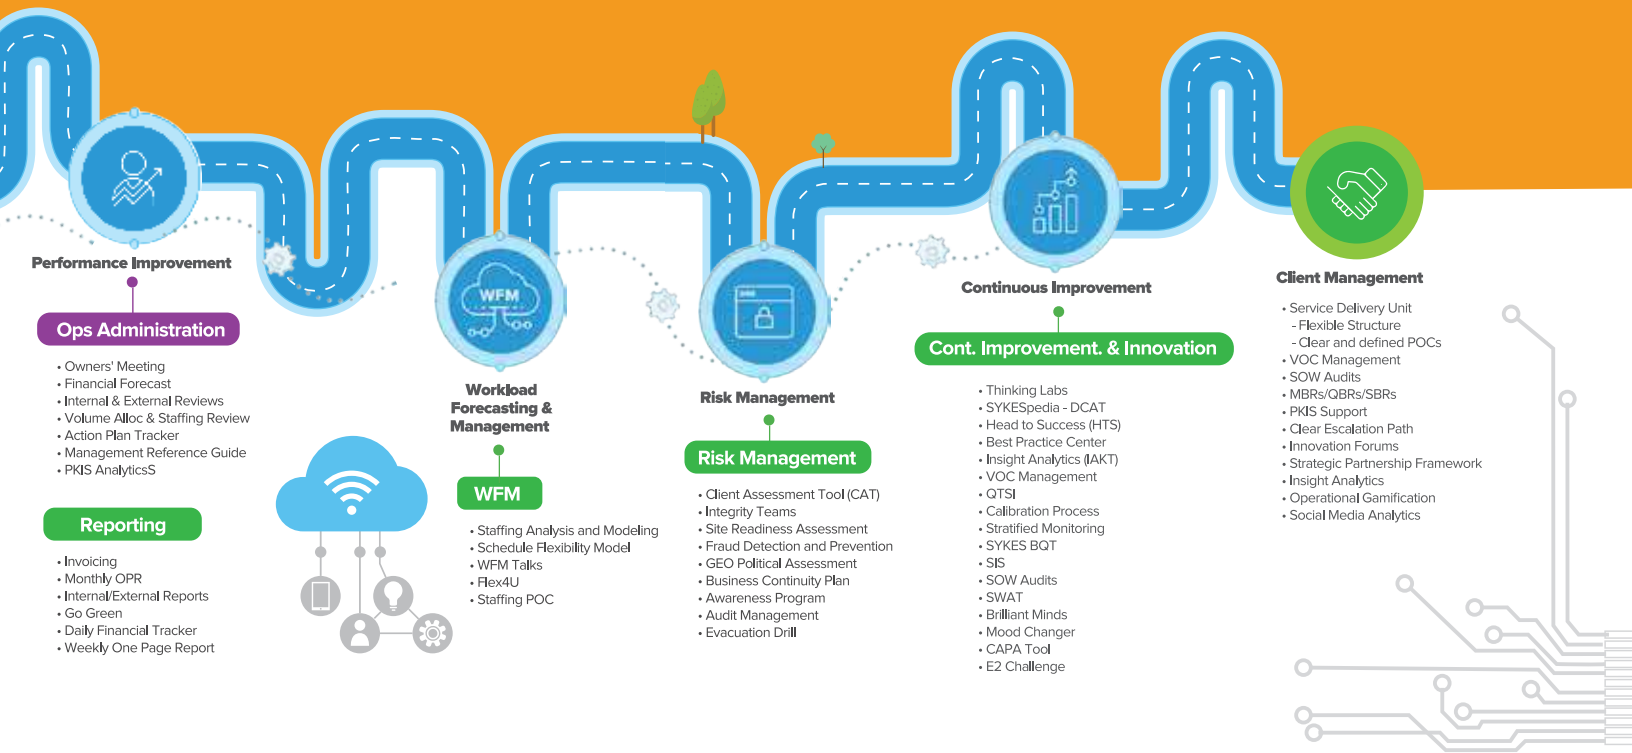 Performance Improvement
Ops Administration
• Owners' Meeting
• Financial Forecast
• Internal & External Reviews
• Volume Alloc & Staffing Review
• Action Plan Tracker
• Management Reference Guide
• PKIS AnalyticsS
Reporting
• Invoicing
• Monthly OPR
• Internal/External Reports
• Go Green
• Daily Financial Tracker
• Weekly One Page Report
WFM
Workload
Forecasting &
Management
WFM
• Staffing Analysis and Modeling
• Schedule Flexibility Model
• WFM Talks
• Flex4U
• Staffing POC
Risk Management
Risk Management
• Client Assessment Tool (CAT)
• Integrity Teams
• Site Readiness Assessment
• Fraud Detection and Prevention
• GEO Political Assessment
• Business Continuity Plan
• Awareness Program
• Audit Management
• Evacuation Drill
Continuous Improvement
Cont. Improvement. & Innovation
• Thinking Labs
• SYKESpedia - DCAT
• Head to Success (HTS)
• Best Practice Center
• Insight Analytics (IAKT)
• VOC Management
• QTSI
• Calibration Process
• Stratified Monitoring
• SYKES BQT
• SIS
• SOW Audits
• SWAT
• Brilliant Minds
• Mood Changer
• CAPA Tool
• E2 Challenge
Client Management
• Service Delivery Unit
- Flexible Structure
- Clear and defined POCs
• VOC Management
• SOW Audits
• MBRs/QBRs/SBRs
• PKIS Support
• Clear Escalation Path
• Innovation Forums
• Strategic Partnership Framework
• Insight Analytics
• Operational Gamification
• Social Media Analytics